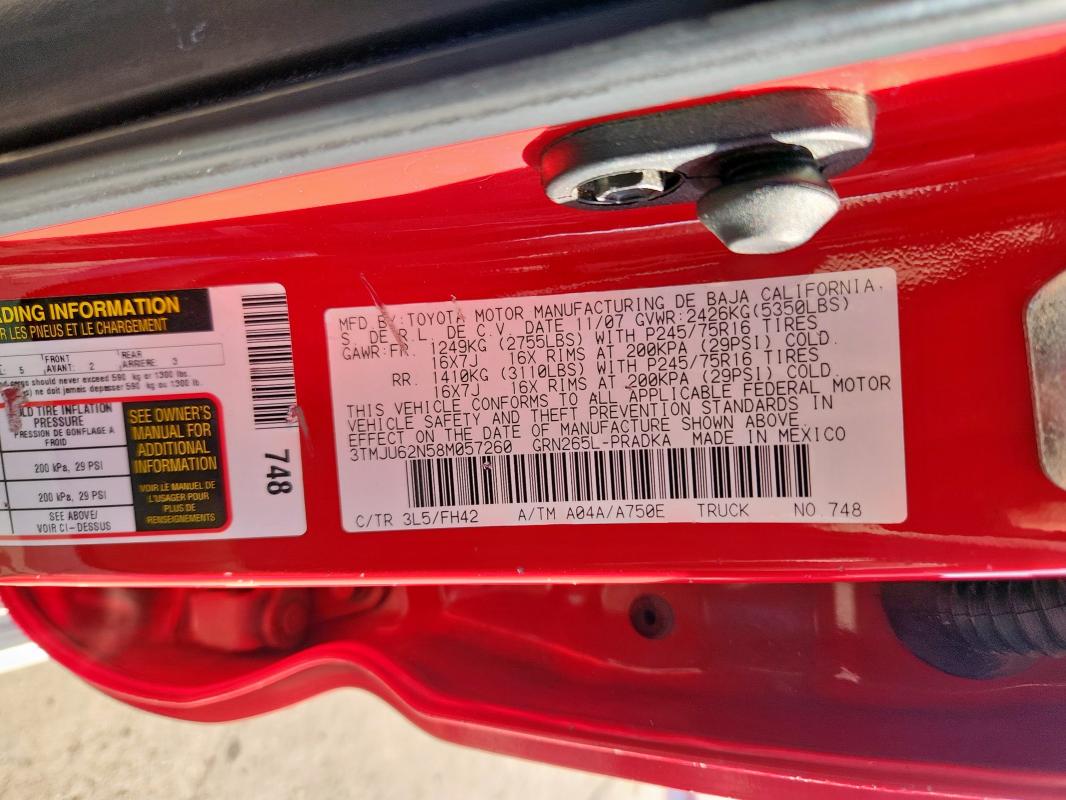 DING INFORMATION
R LES PNEUS ET LE CHARGEMENT
5 FRONT AVANT: 2 REAR ARRIERE: 3
cargo should never exceed 590 kg or 1300 lbs.
ne doit jamais depasser 590 kg ou 1300 lb.
LD TIRE INFLATION
PRESSURE
PRESSION DE GONFLAGE A
FROID
200 kPa, 29 PSI
200 kPa, 29 PSI
SEE ABOVE/
VOIR CI-DESSUS
SEE OWNER'S
MANUAL FOR
ADDITIONAL
INFORMATION
VOIR LE MANUEL DE
L'USAGER POUR
PLUS DE
RENSEIGNEMENTS
748
MFD.BY:TOYOTA MOTOR MANUFACTURING DE BAJA CALIFORNIA,
S. DE R.L. DE C.V. DATE 11/07 GVWR:2426KG(5350LBS)
GAWR:FR. 1249KG (2755LBS) WITH P245/75R16 TIRES
16X7J 16X RIMS AT 200KPA (29PSI) COLD.
RR. 1410KG (3110LBS) WITH P245/75R16 TIRES
16X7J 16X RIMS AT 200KPA (29PSI) COLD.
THIS VEHICLE CONFORMS TO ALL APPLICABLE FEDERAL MOTOR
VEHICLE SAFETY AND THEFT PREVENTION STANDARDS IN
EFFECT ON THE DATE OF MANUFACTURE SHOWN ABOVE.
3TMJU62N58M057260 GRN265L-PRADKA MADE IN MEXICO
C/TR 3L5/FH42 A/TM A04A/A750E TRUCK NO.748